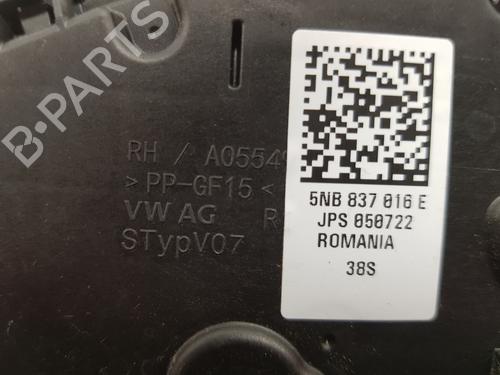 RH / A0554
>PP-GF15<
VW AG R
STypV07
5NB 837 016 E
JPS 050722
ROMANIA
38S
B-PARTS